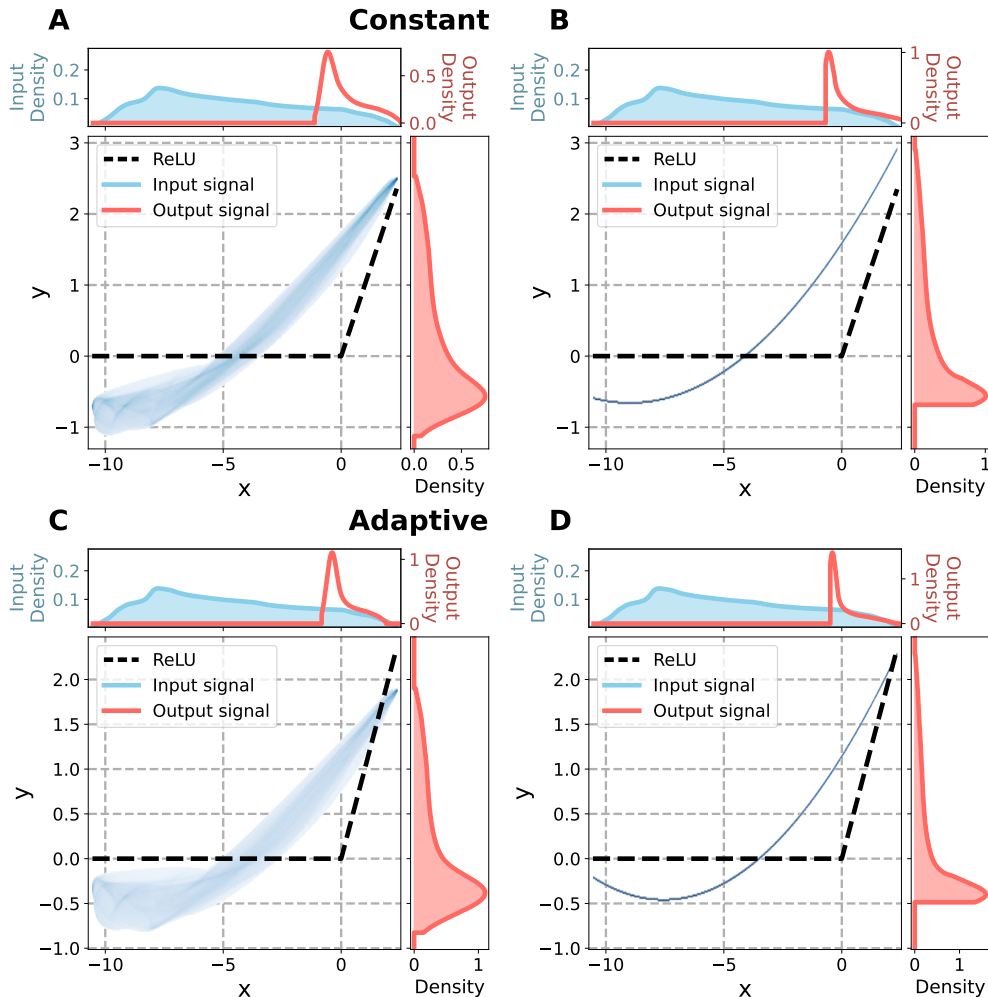 A Constant B
Input Density
0.2
0.1
0.5
0.0
Output Density
Input Density
0.2
0.1
1
0
Output Density
3
2
1
0
−1
y
ReLU
Input signal
Output signal
−10 −5 0
x
0.0 0.5
Density
3
2
1
0
−1
y
ReLU
Input signal
Output signal
−10 −5 0
x
0 1
Density
C Adaptive D
Input Density
0.2
0.1
1
0
Output Density
Input Density
0.2
0.1
1
0
Output Density
2.0
1.5
1.0
0.5
0.0
−0.5
−1.0
y
ReLU
Input signal
Output signal
−10 −5 0
x
0 1
Density
2.0
1.5
1.0
0.5
0.0
−0.5
−1.0
y
ReLU
Input signal
Output signal
−10 −5 0
x
0 1
Density